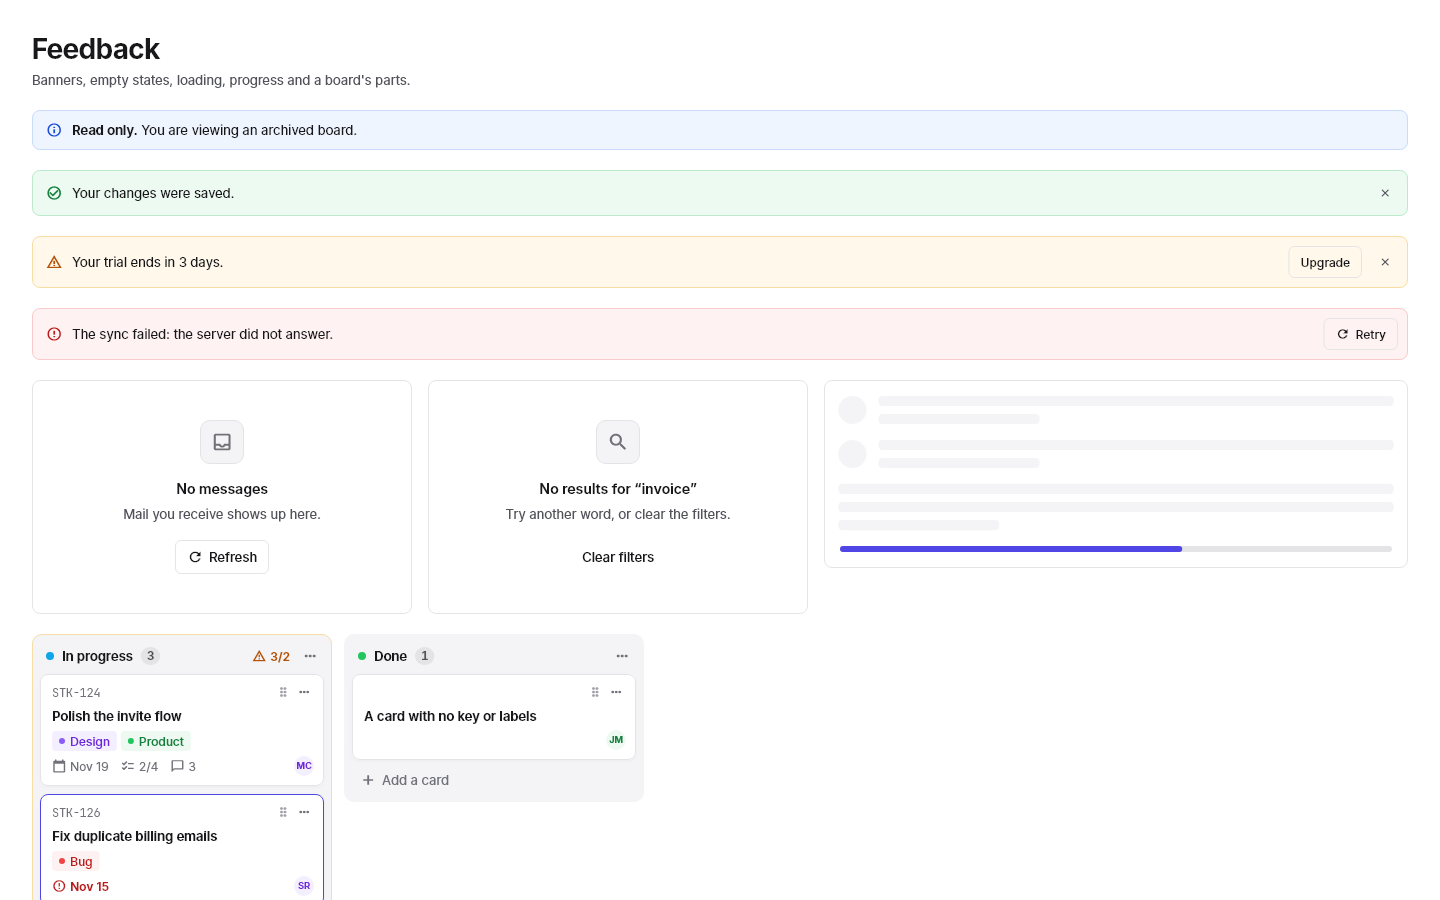 Feedback
Banners, empty states, loading, progress and a board's parts.
Read only. You are viewing an archived board.
Your changes were saved.
Your trial ends in 3 days.
Upgrade
The sync failed: the server did not answer.
Retry
No messages
Mail you receive shows up here.
Refresh
No results for “invoice”
Try another word, or clear the filters.
Clear filters
In progress 3 3/2
STK-124
Polish the invite flow
Design Product
Nov 19 2/4 3 MC
STK-126
Fix duplicate billing emails
Bug
Nov 15 SR
Done 1
A card with no key or labels
JM
Add a card